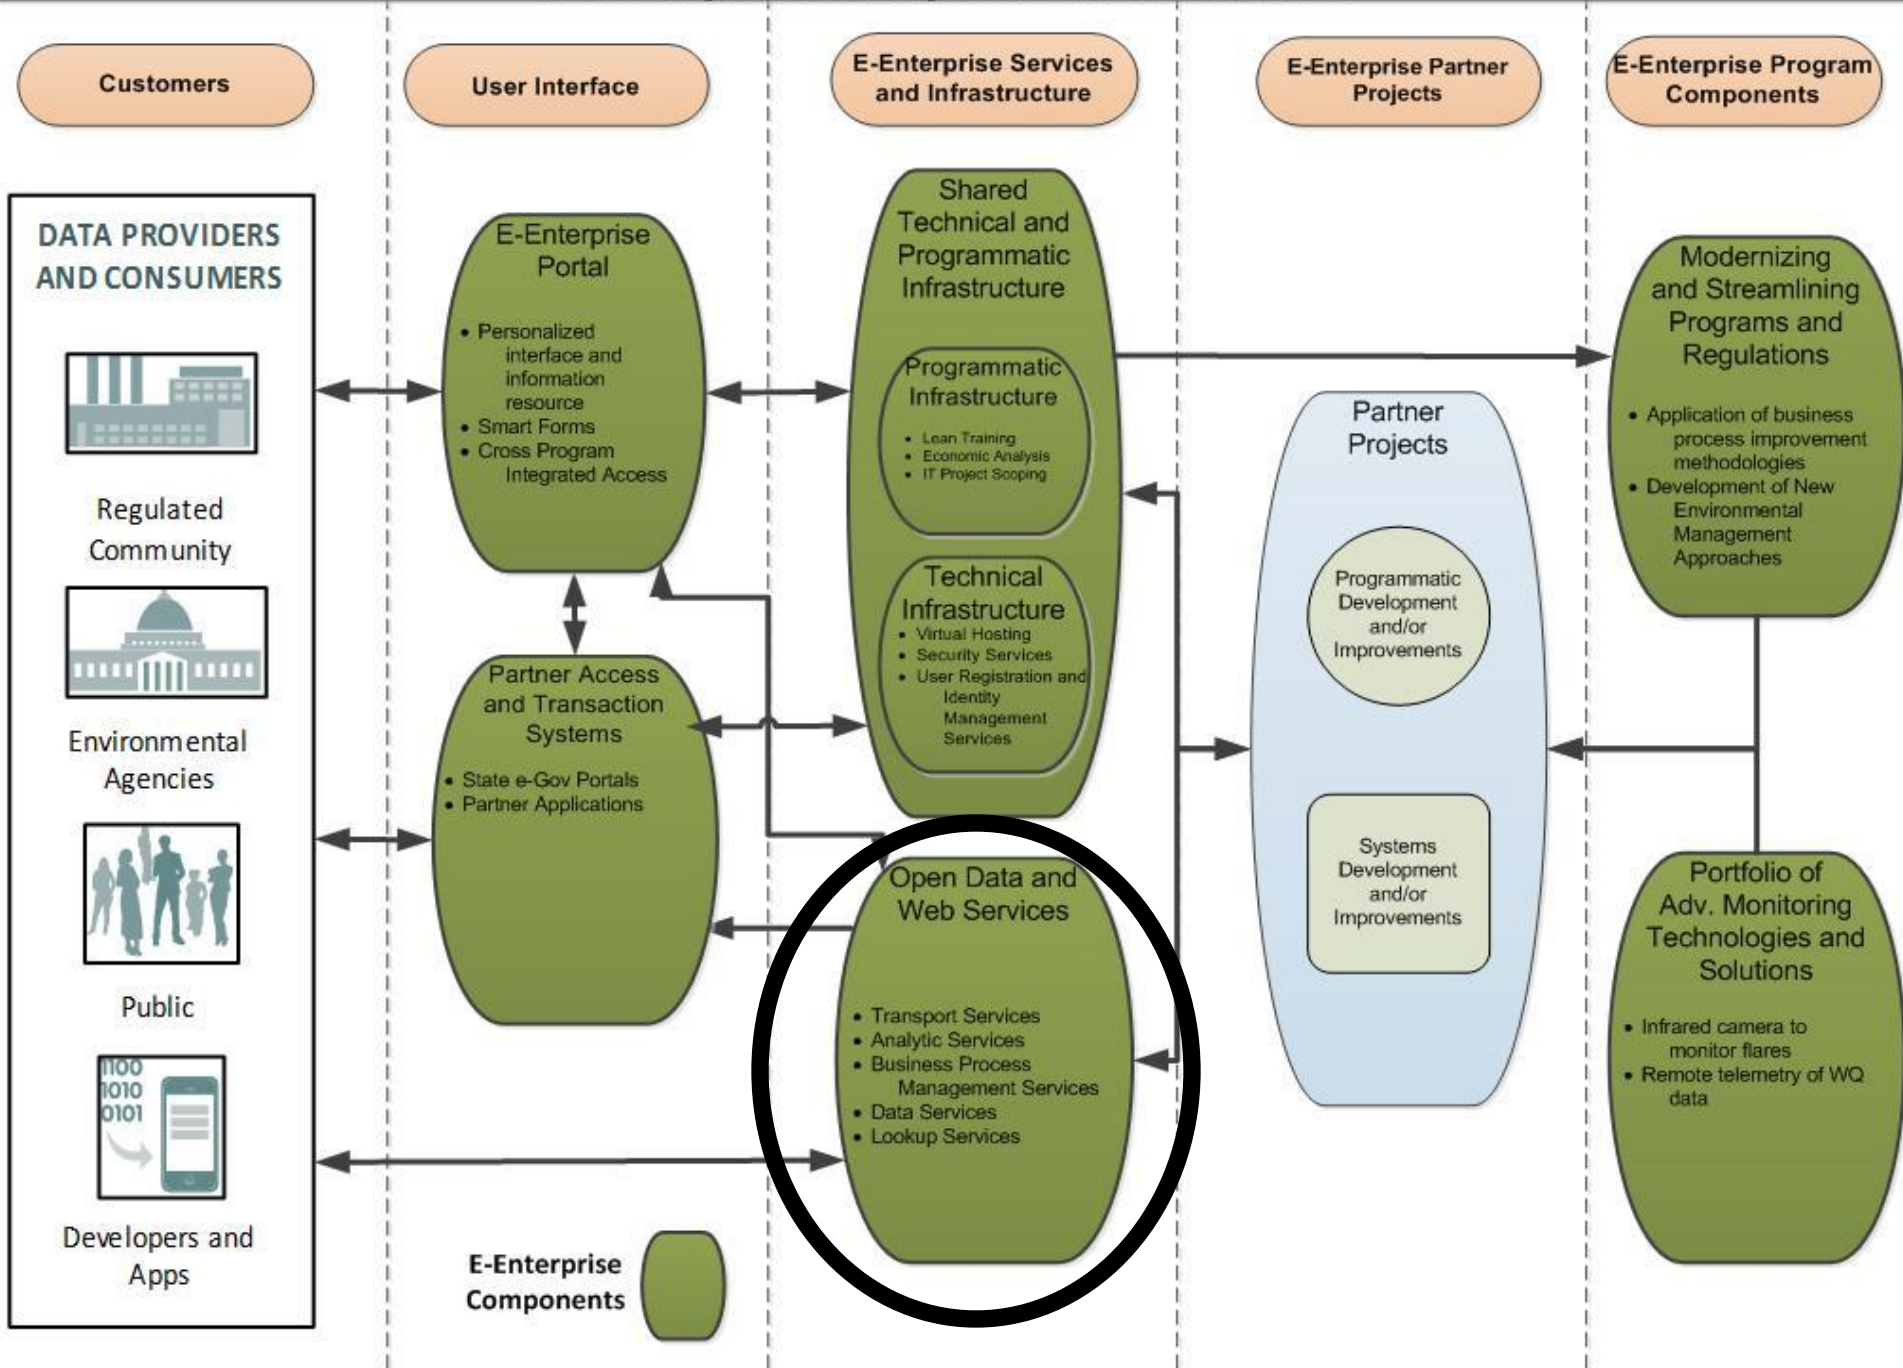 Customers
User Interface
E-Enterprise Services
and Infrastructure
E-Enterprise Partner
Projects
E-Enterprise Program
Components
DATA PROVIDERS
AND CONSUMERS
Regulated
Community
Environmental
Agencies
Public
1100
1010
0101
Developers and
Apps
E-Enterprise
Portal
• Personalized
interface and
information
resource
• Smart Forms
• Cross Program
Integrated Access
Partner Access
and Transaction
Systems
• State e-Gov Portals
• Partner Applications
E-Enterprise
Components
Shared
Technical and
Programmatic
Infrastructure
Programmatic
Infrastructure
• Lean Training
• Economic Analysis
• IT Project Scoping
Technical
Infrastructure
• Virtual Hosting
• Security Services
• User Registration and
Identity
Management
Services
Open Data and
Web Services
• Transport Services
• Analytic Services
• Business Process
Management Services
• Data Services
• Lookup Services
Partner
Projects
Programmatic
Development
and/or
Improvements
Systems
Development
and/or
Improvements
Modernizing
and Streamlining
Programs and
Regulations
• Application of business
process improvement
methodologies
• Development of New
Environmental
Management
Approaches
Portfolio of
Adv. Monitoring
Technologies and
Solutions
• Infrared camera to
monitor flares
• Remote telemetry of WQ
data